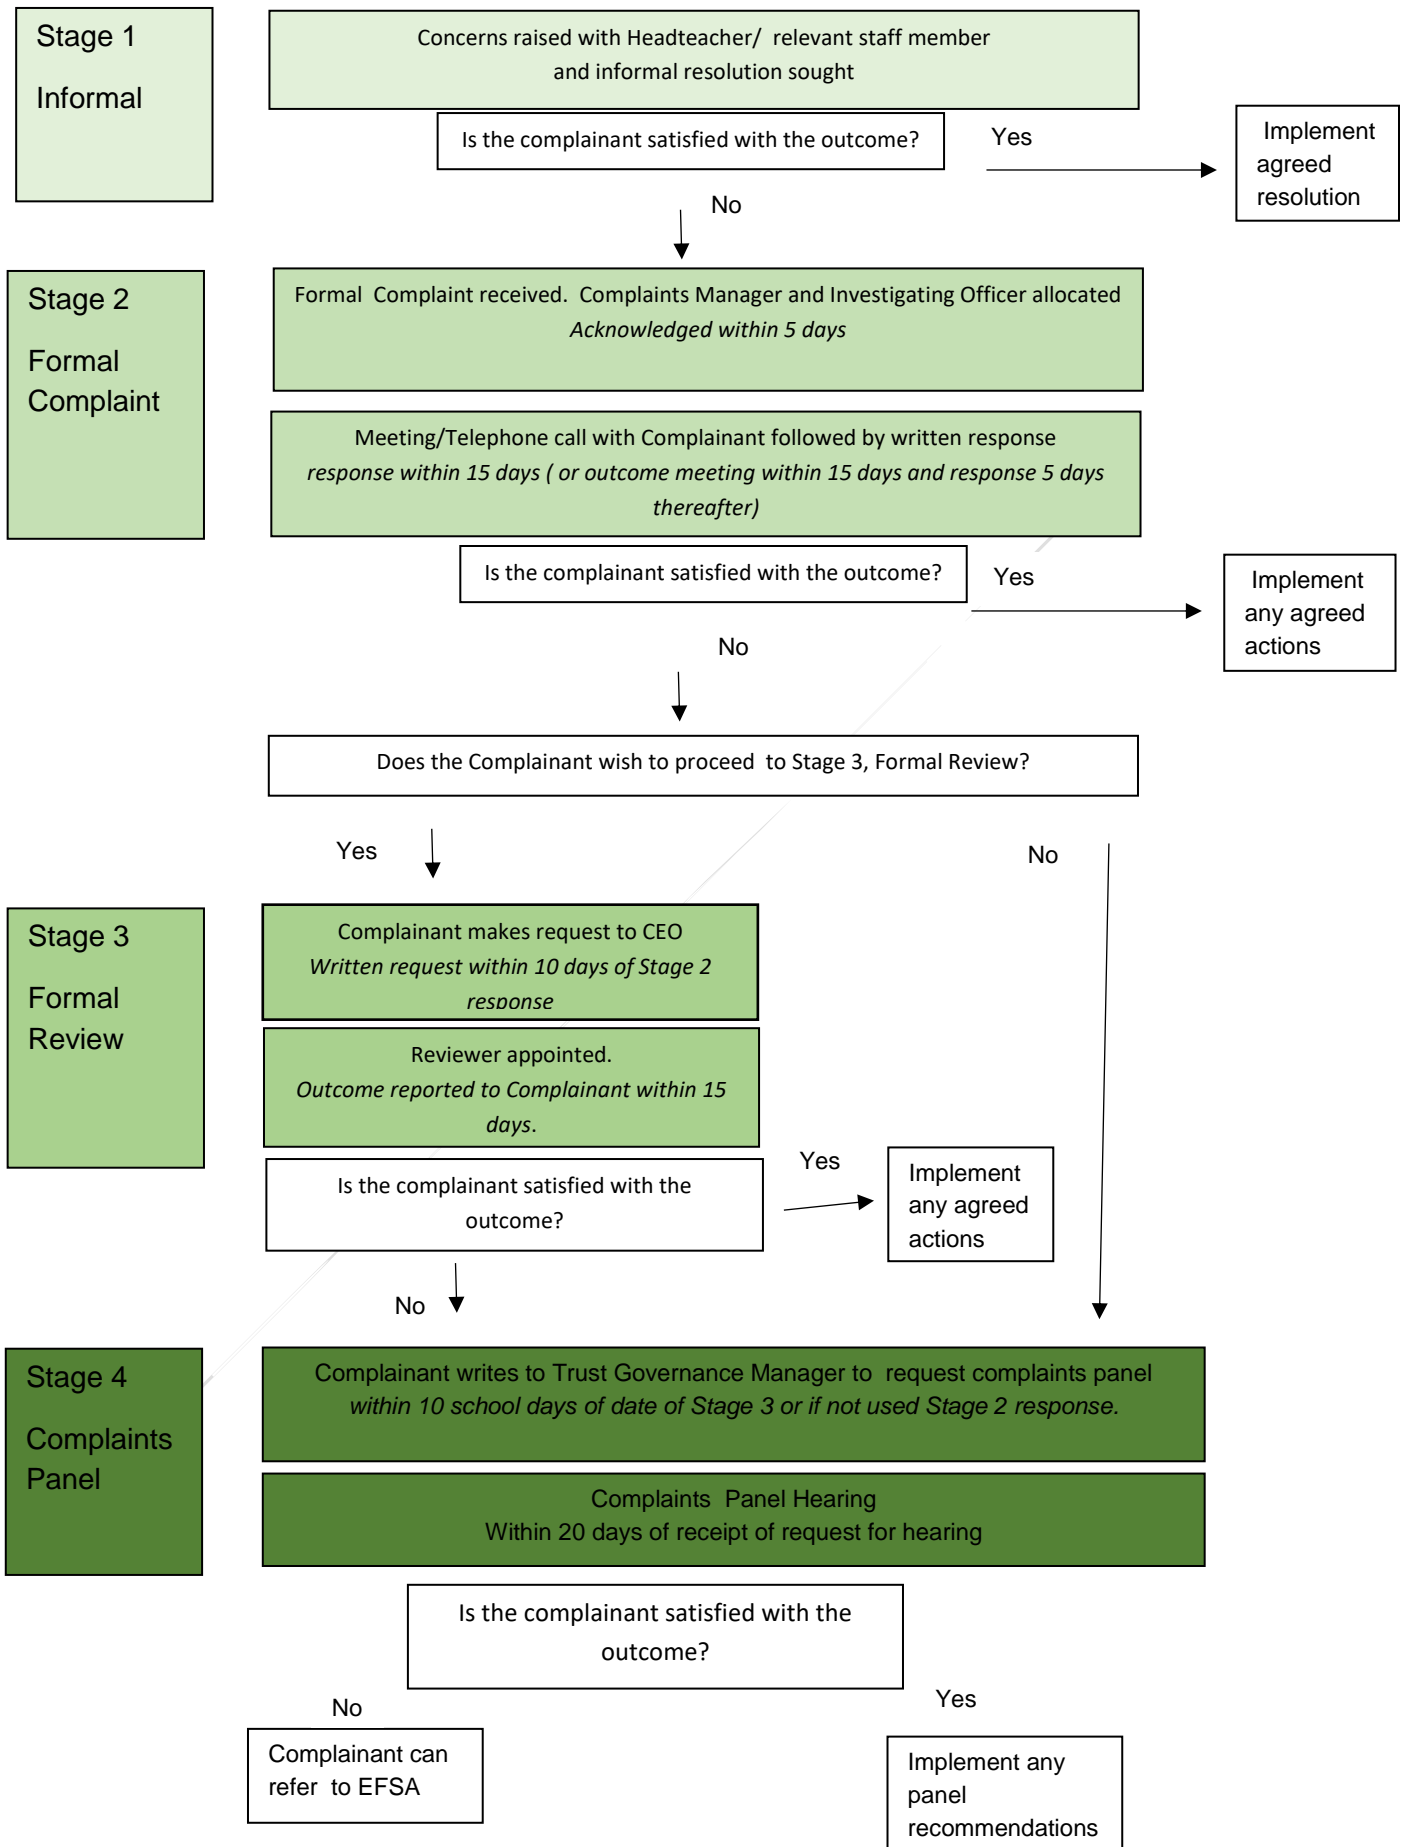 Stage 1
Informal
Concerns raised with Headteacher/ relevant staff member
and informal resolution sought
Is the complainant satisfied with the outcome?
Yes
Implement
agreed
resolution
No
Stage 2
Formal
Complaint
Formal Complaint received. Complaints Manager and Investigating Officer allocated
Acknowledged within 5 days
Meeting/Telephone call with Complainant followed by written response
response within 15 days ( or outcome meeting within 15 days and response 5 days
thereafter)
Is the complainant satisfied with the outcome?
Yes
Implement
any agreed
actions
No
Does the Complainant wish to proceed to Stage 3, Formal Review?
Yes
No
Stage 3
Formal
Review
Complainant makes request to CEO
Written request within 10 days of Stage 2
response
Reviewer appointed.
Outcome reported to Complainant within 15
days.
Is the complainant satisfied with the
outcome?
Yes
Implement
any agreed
actions
No
Stage 4
Complaints
Panel
Complainant writes to Trust Governance Manager to request complaints panel
within 10 school days of date of Stage 3 or if not used Stage 2 response.
Complaints Panel Hearing
Within 20 days of receipt of request for hearing
Is the complainant satisfied with the
outcome?
No
Complainant can
refer to EFSA
Yes
Implement any
panel
recommendations